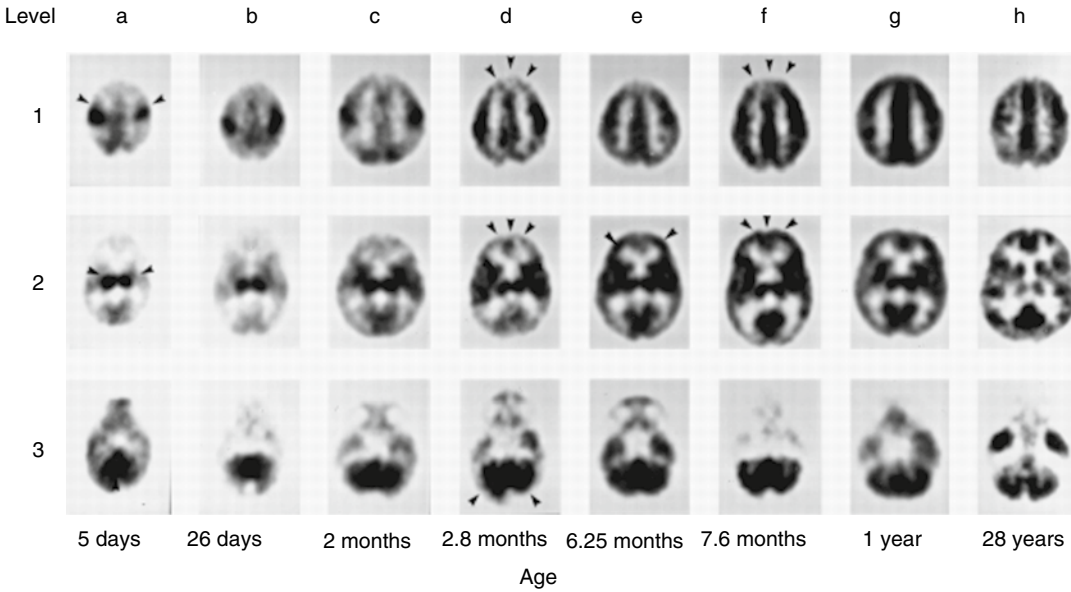 Level a b c d e f g h
1
2
3
5 days 26 days 2 months 2.8 months 6.25 months 7.6 months 1 year 28 years
Age